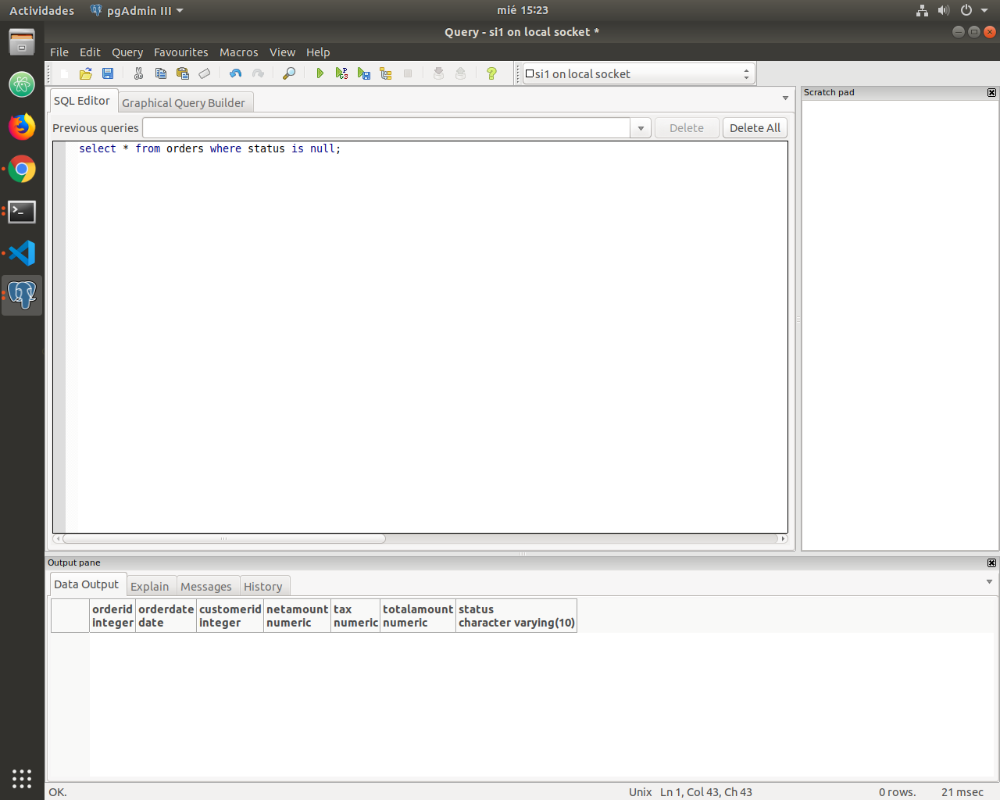 Actividades pgAdmin III mié 15:23
Query - si1 on local socket *
File Edit Query Favourites Macros View Help
si1 on local socket
SQL Editor Graphical Query Builder
Scratch pad
Previous queries Delete Delete All
select * from orders where status is null;
Output pane
Data Output Explain Messages History
orderid orderdate customerid netamount tax totalamount status
integer date integer numeric numeric numeric character varying(10)
OK. Unix Ln 1, Col 43, Ch 43 0 rows. 21 msec